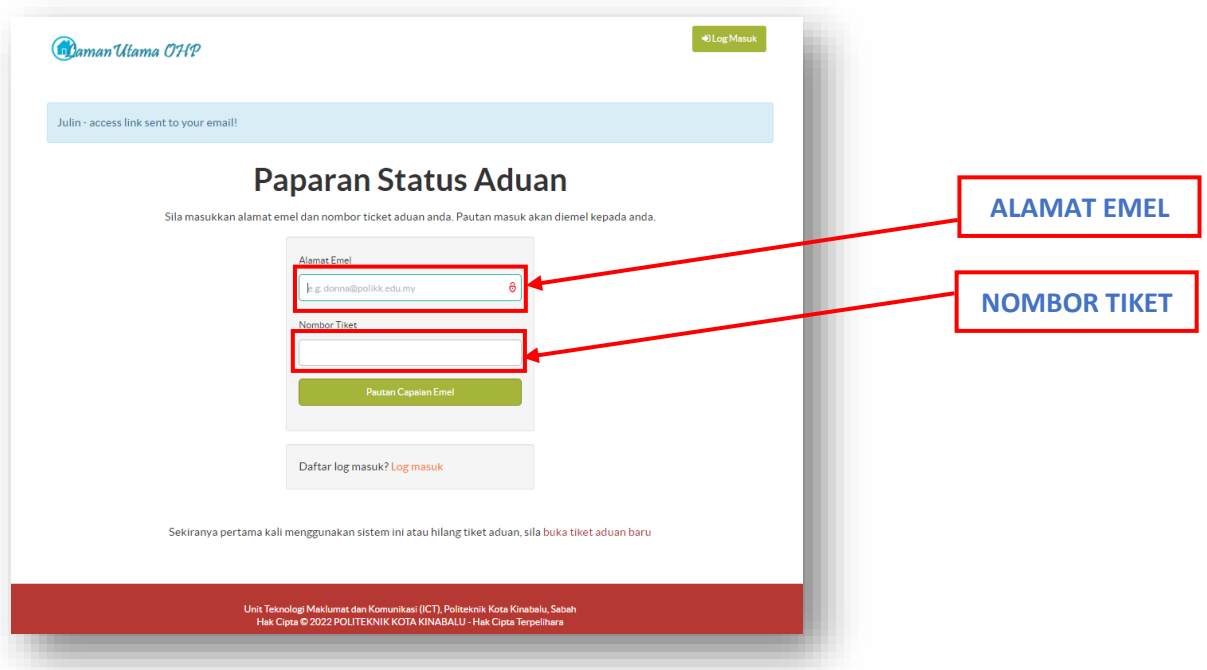 Laman Utama OHP
Log Masuk
Julin - access link sent to your email!
Paparan Status Aduan
Sila masukkan alamat emel dan nombor ticket aduan anda. Pautan masuk akan diemel kepada anda.
ALAMAT EMEL
Alamat Emel
e.g. donna@polikk.edu.my
NOMBOR TIKET
Nombor Tiket
Pautan Capaian Emel
Daftar log masuk? Log masuk
Sekiranya pertama kali menggunakan sistem ini atau hilang tiket aduan, sila buka tiket aduan baru
Unit Teknologi Maklumat dan Komunikasi (ICT), Politeknik Kota Kinabalu, Sabah
Hak Cipta © 2022 POLITEKNIK KOTA KINABALU - Hak Cipta Terpelihara